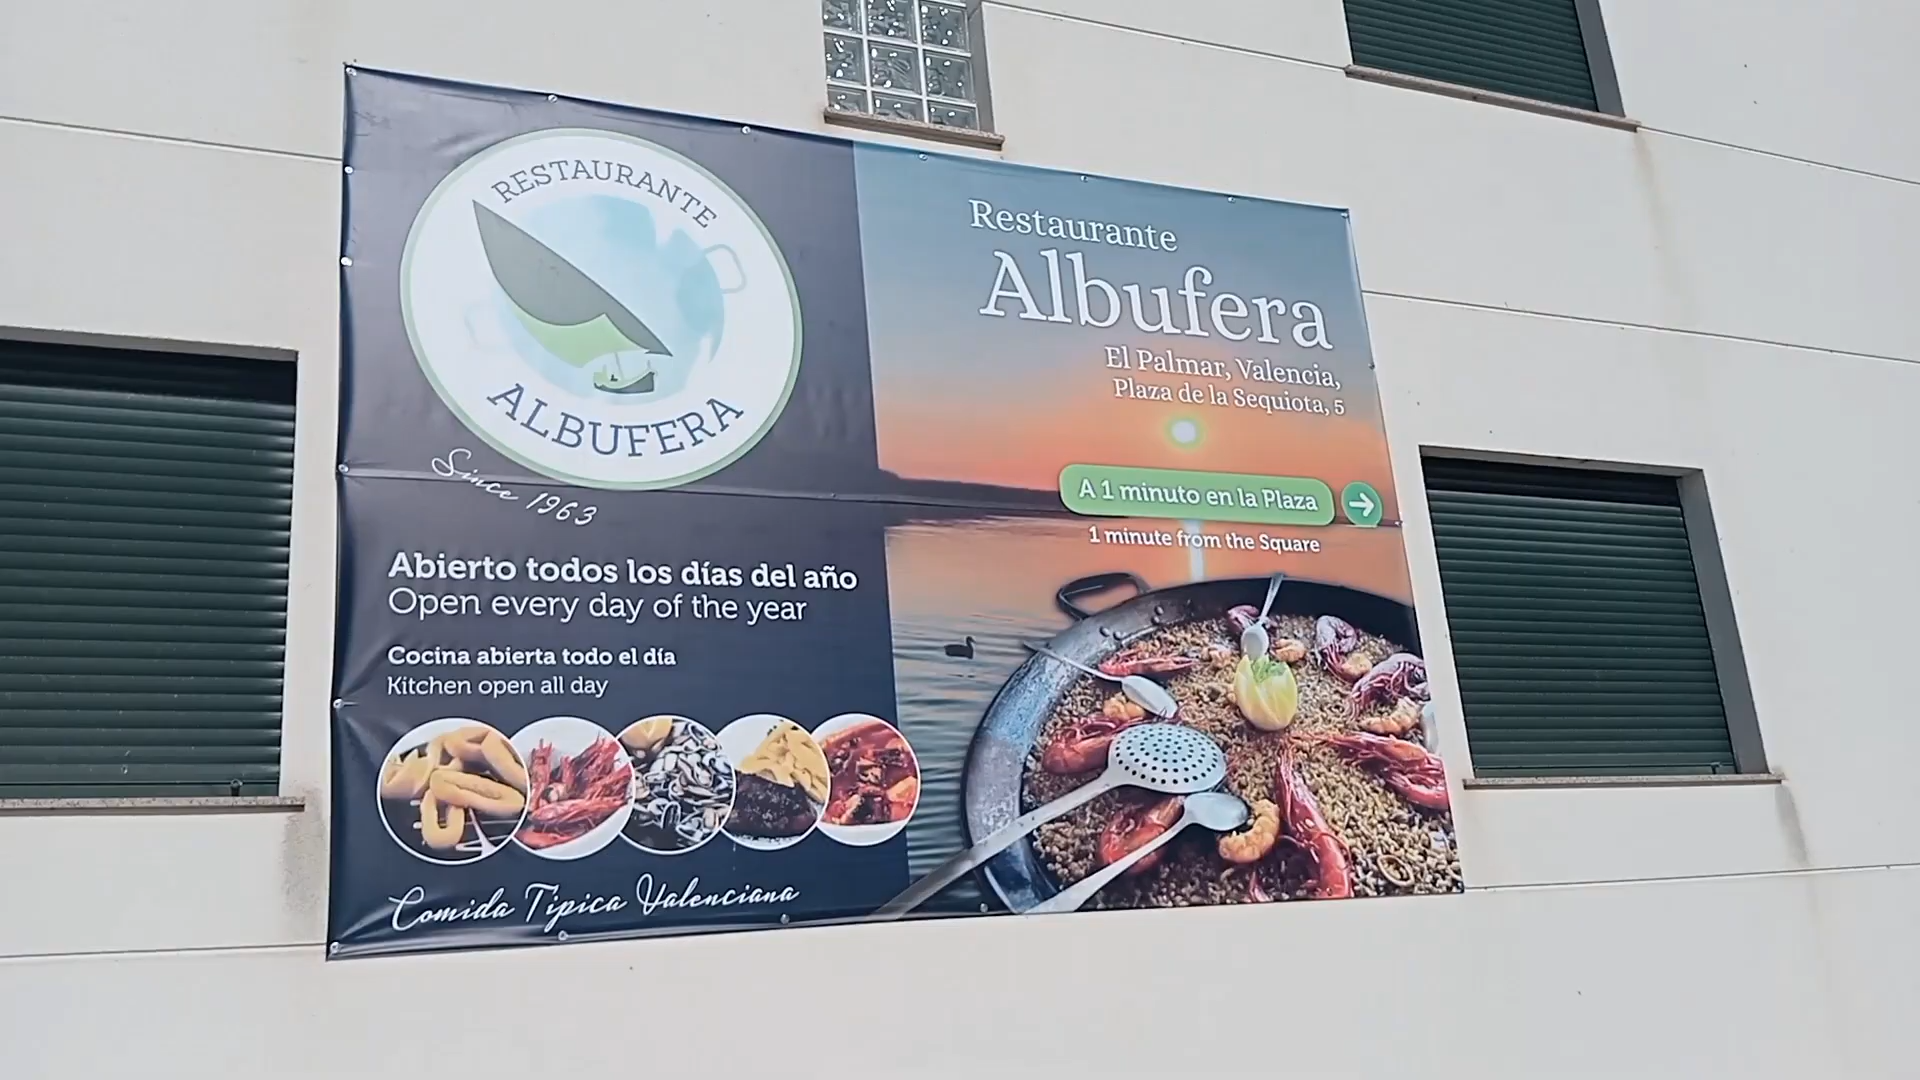 RESTAURANTE
ALBUFERA
Since 1963
Abierto todos los días del año
Open every day of the year
Cocina abierta todo el día
Kitchen open all day
Comida Típica Valenciana
Restaurante
Albufera
El Palmar, Valencia,
Plaza de la Sequiota, 5
A 1 minuto en la Plaza
1 minute from the Square